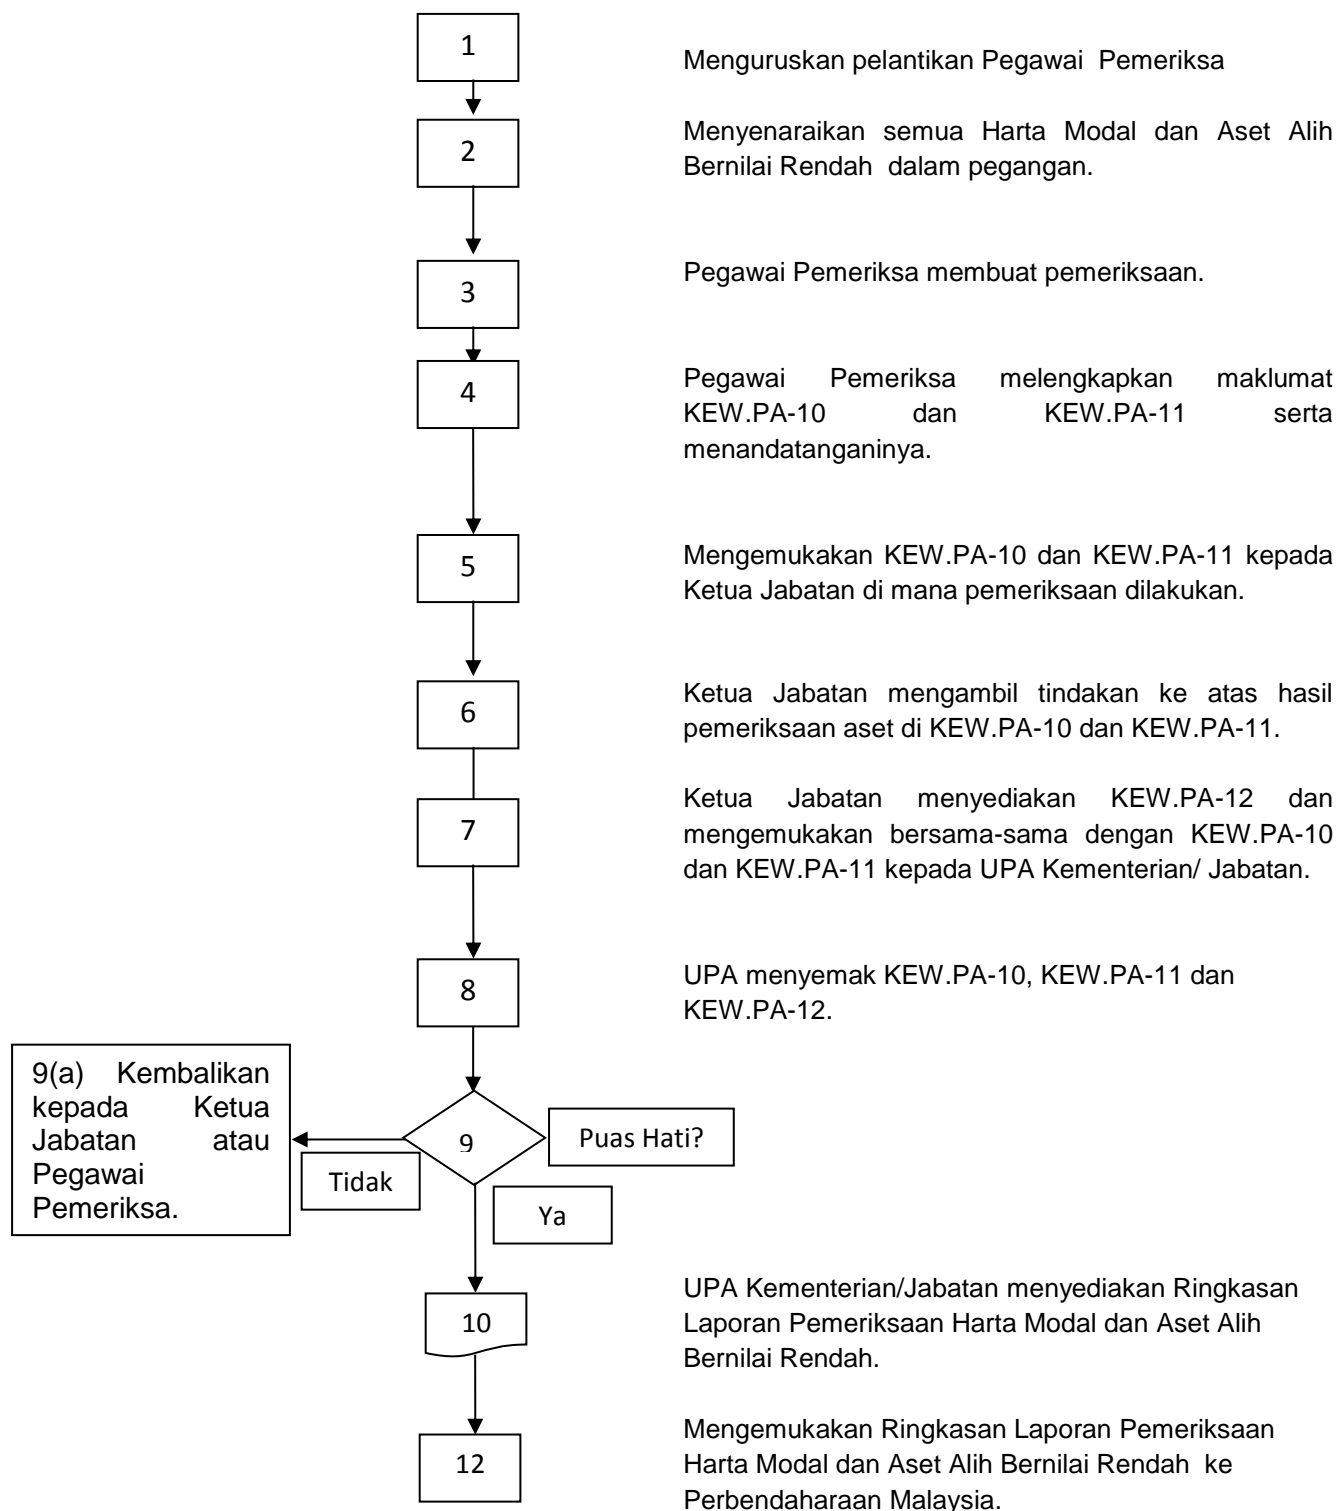 1
Menguruskan pelantikan Pegawai Pemeriksa
2
Menyenaraikan semua Harta Modal dan Aset Alih
Bernilai Rendah dalam pegangan.
3
Pegawai Pemeriksa membuat pemeriksaan.
4
Pegawai Pemeriksa melengkapkan maklumat
KEW.PA-10 dan KEW.PA-11 serta
menandatanganinya.
5
Mengemukakan KEW.PA-10 dan KEW.PA-11 kepada
Ketua Jabatan di mana pemeriksaan dilakukan.
6
Ketua Jabatan mengambil tindakan ke atas hasil
pemeriksaan aset di KEW.PA-10 dan KEW.PA-11.
7
Ketua Jabatan menyediakan KEW.PA-12 dan
mengemukakan bersama-sama dengan KEW.PA-10
dan KEW.PA-11 kepada UPA Kementerian/ Jabatan.
8
UPA menyemak KEW.PA-10, KEW.PA-11 dan
KEW.PA-12.
9(a) Kembalikan
kepada Ketua
Jabatan atau
Pegawai
Pemeriksa.
9
Puas Hati?
Tidak
Ya
10
UPA Kementerian/Jabatan menyediakan Ringkasan
Laporan Pemeriksaan Harta Modal dan Aset Alih
Bernilai Rendah.
12
Mengemukakan Ringkasan Laporan Pemeriksaan
Harta Modal dan Aset Alih Bernilai Rendah ke
Perbendaharaan Malaysia.